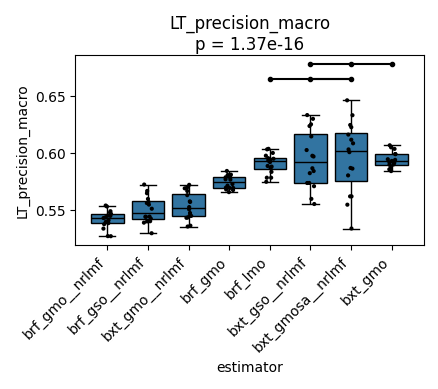 LT_precision_macro
p = 1.37e-16
LT_precision_macro
0.65
0.60
0.55
brf_gmo__nrlmf
brf_gso__nrlmf
bxt_gmo__nrlmf
brf_gmo
brf_lmo
bxt_gso__nrlmf
bxt_gmosa__nrlmf
bxt_gmo
estimator